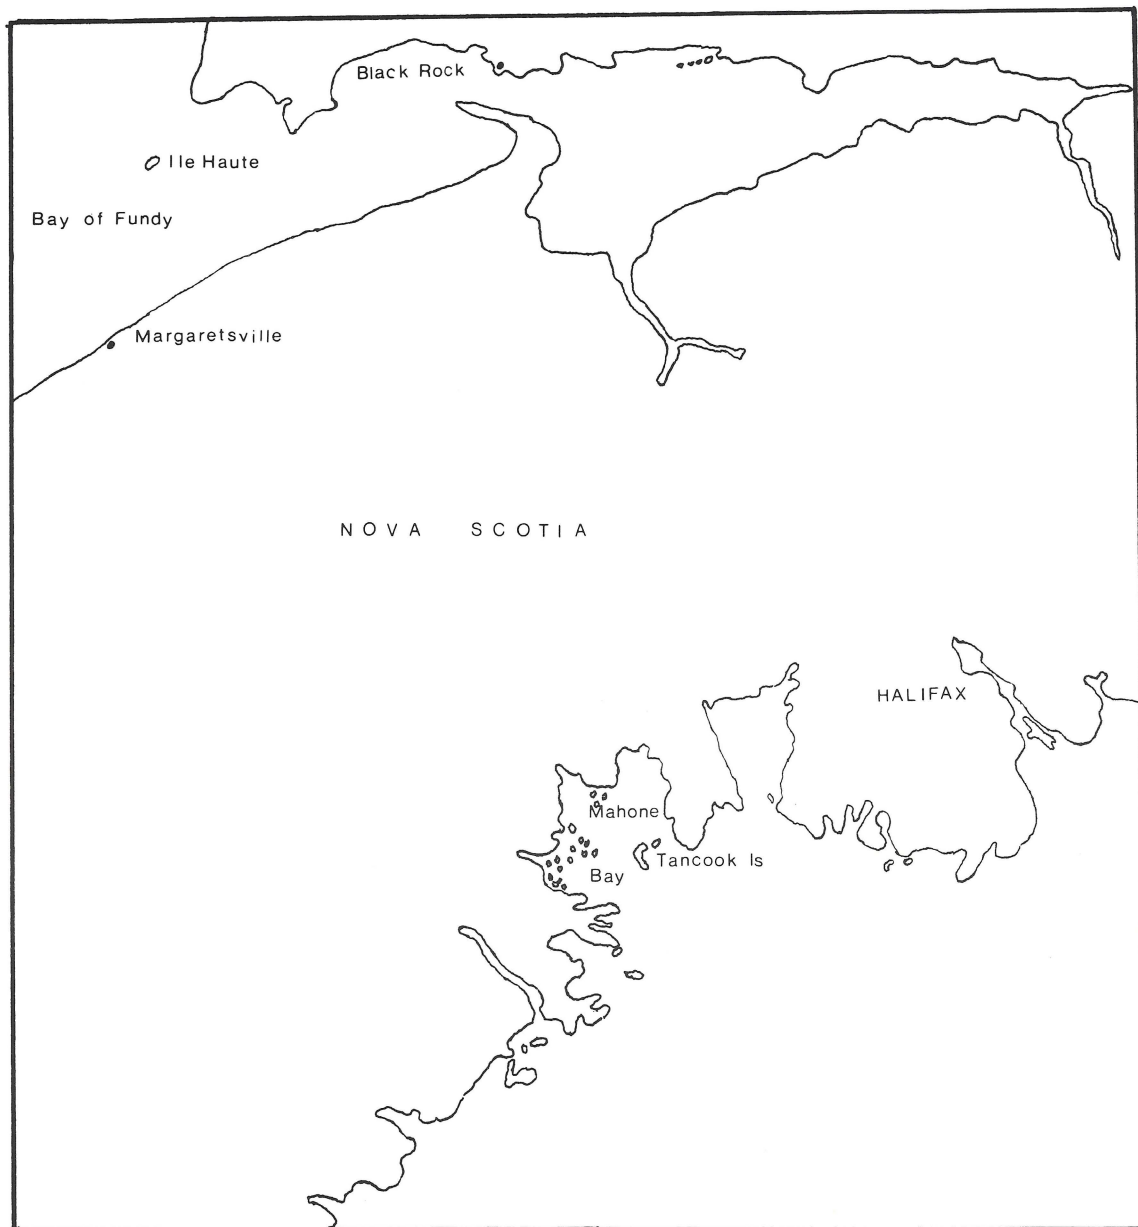 Black Rock
Ile Haute
Bay of Fundy
Margaretsville
NOVA SCOTIA
HALIFAX
Mahone
Tancook Is
Bay